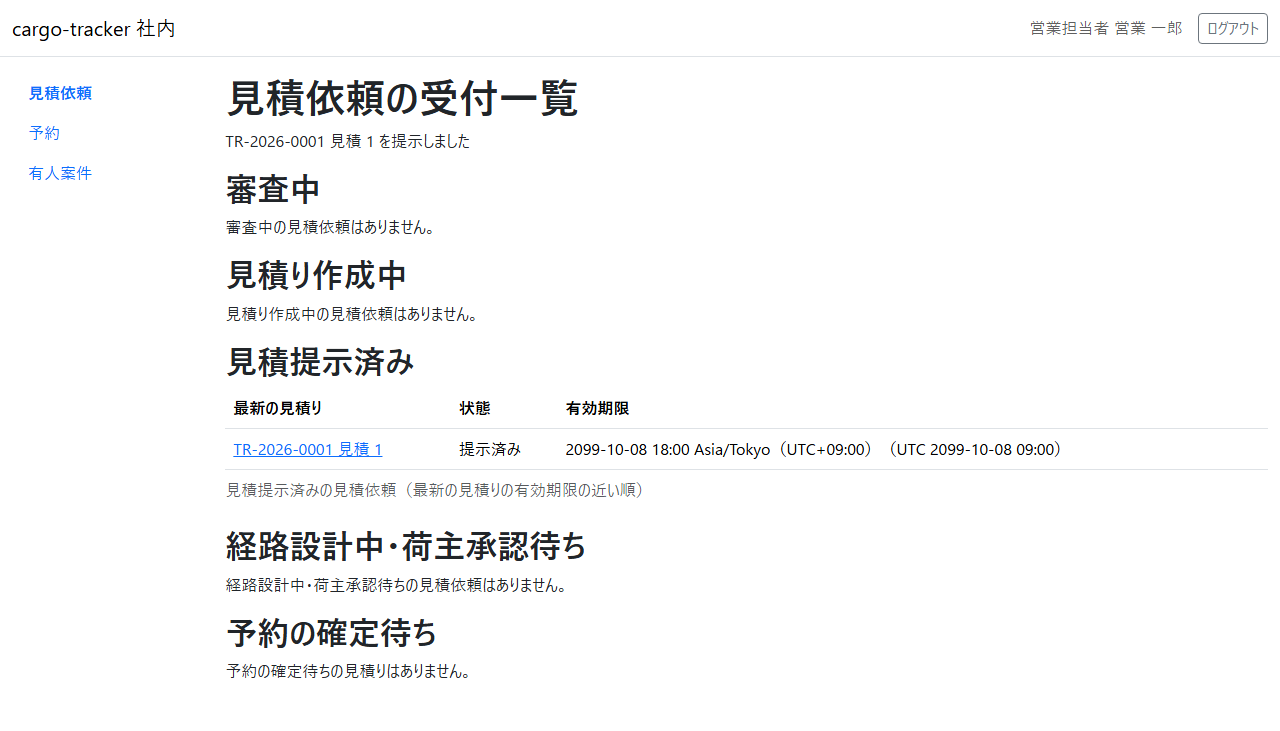 cargo-tracker 社内
営業担当者 営業 一郎
ログアウト
見積依頼
予約
有人案件
見積依頼の受付一覧
TR-2026-0001 見積 1 を提示しました
審査中
審査中の見積依頼はありません。
見積り作成中
見積り作成中の見積依頼はありません。
見積提示済み
最新の見積り 状態 有効期限
TR-2026-0001 見積 1 提示済み 2099-10-08 18:00 Asia/Tokyo（UTC+09:00）（UTC 2099-10-08 09:00）
見積提示済みの見積依頼（最新の見積りの有効期限の近い順）
経路設計中・荷主承認待ち
経路設計中・荷主承認待ちの見積依頼はありません。
予約の確定待ち
予約の確定待ちの見積りはありません。